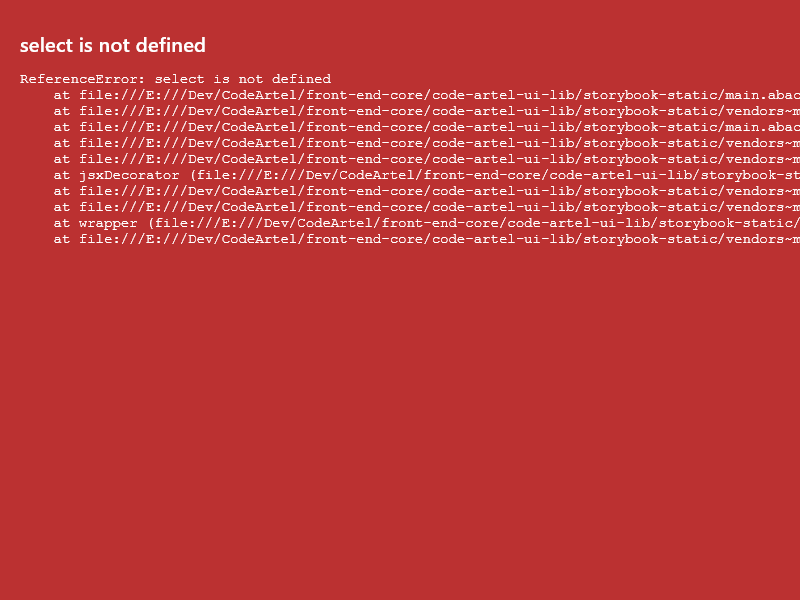 select is not defined
ReferenceError: select is not defined
at file:///E:///Dev/CodeArtel/front-end-core/code-artel-ui-lib/storybook-static/main.abac
at file:///E:///Dev/CodeArtel/front-end-core/code-artel-ui-lib/storybook-static/vendors~m
at file:///E:///Dev/CodeArtel/front-end-core/code-artel-ui-lib/storybook-static/main.abac
at file:///E:///Dev/CodeArtel/front-end-core/code-artel-ui-lib/storybook-static/vendors~m
at file:///E:///Dev/CodeArtel/front-end-core/code-artel-ui-lib/storybook-static/vendors~m
at jsxDecorator (file:///E:///Dev/CodeArtel/front-end-core/code-artel-ui-lib/storybook-st
at file:///E:///Dev/CodeArtel/front-end-core/code-artel-ui-lib/storybook-static/vendors~m
at file:///E:///Dev/CodeArtel/front-end-core/code-artel-ui-lib/storybook-static/vendors~m
at wrapper (file:///E:///Dev/CodeArtel/front-end-core/code-artel-ui-lib/storybook-static/
at file:///E:///Dev/CodeArtel/front-end-core/code-artel-ui-lib/storybook-static/vendors~m